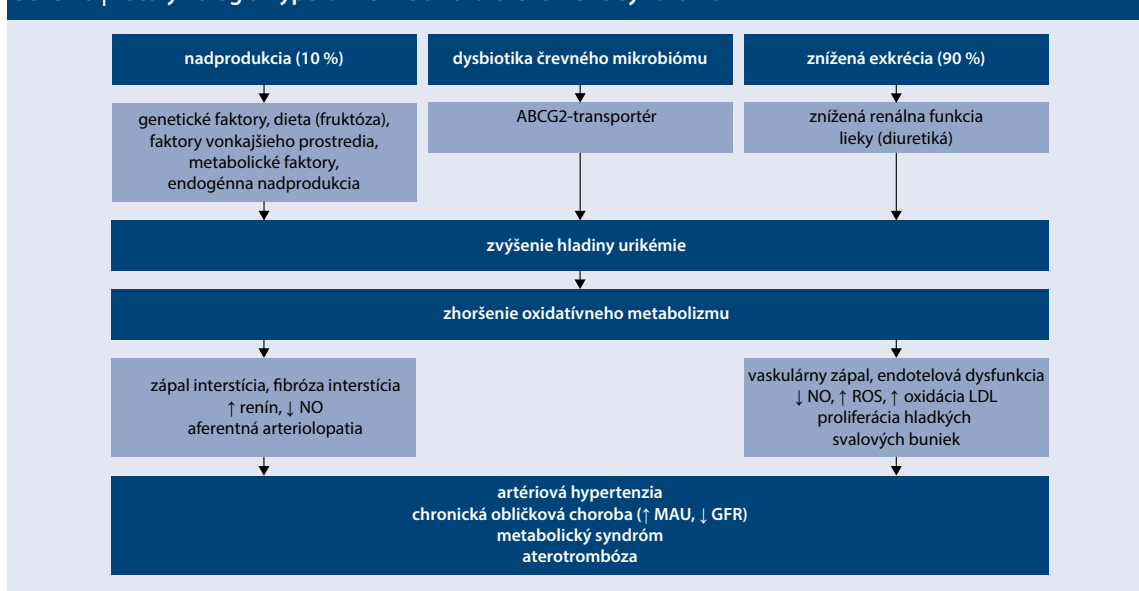 nadprodukcia (10 %)
dysbiotika črevného mikrobiómu
znížená exkrécia (90 %)
genetické faktory, dieta (fruktóza),
faktory vonkajšieho prostredia,
metabolické faktory,
endogénna nadprodukcia
ABCG2-transportér
znížená renálna funkcia
lieky (diuretiká)
zvýšenie hladiny urikémie
zhoršenie oxidatívneho metabolizmu
zápal interstícia, fibróza interstícia
↑ renín, ↓ NO
aferentná arteriolopatia
vaskulárny zápal, endotelová dysfunkcia
↓ NO, ↑ ROS, ↑ oxidácia LDL
proliferácia hladkých
svalových buniek
artériová hypertenzia
chronická obličková choroba (↑ MAU, ↓ GFR)
metabolický syndróm
aterotrombóza